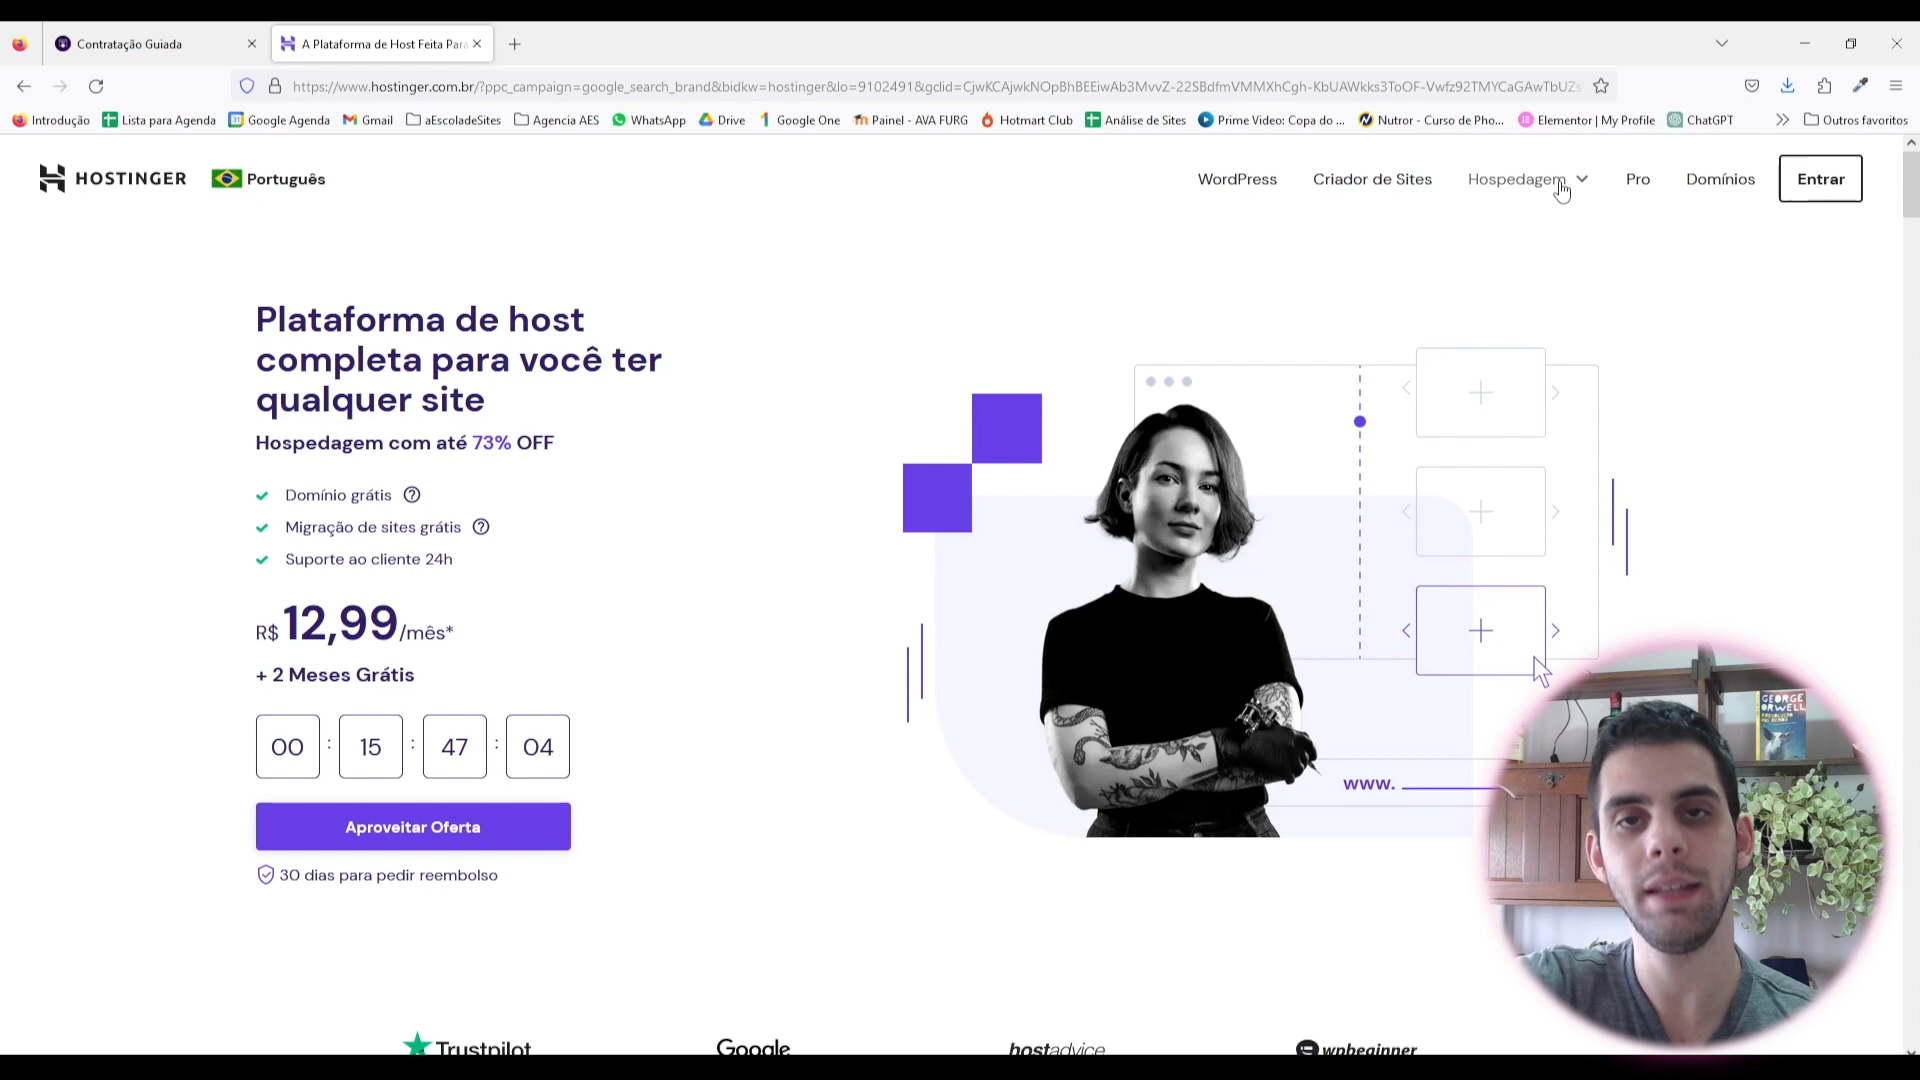 Contratação Guiada
A Plataforma de Host Feita Para
https://www.hostinger.com.br/?ppc_campaign=google_search_brand&bidkw=hostinger&lo=9102491&gclid=
Introdução
Lista para Agenda
Google Agenda
Gmail
aEscoladeSites
Agencia AES
WhatsApp
Drive
Google One
Painel - AVA FURG
Hotmart Club
Análise de Sites
Prime Video: Copa do ...
Nutror - Curso de Pho...
Elementor | My Profile
ChatGPT
Outros favoritos
HOSTINGER
Português
WordPress
Criador de Sites
Hospedagem
Pro
Domínios
Entrar
Plataforma de host
completa para você ter
qualquer site
Hospedagem com até 73% OFF
Domínio grátis
Migração de sites grátis
Suporte ao cliente 24h
R$ 12,99/mês*
+ 2 Meses Grátis
00 : 15 : 47 : 04
Aproveitar Oferta
30 dias para pedir reembolso
www.
GEORGE
ORWELL
Trustpilot
Google
hostadvice
wpbeginner